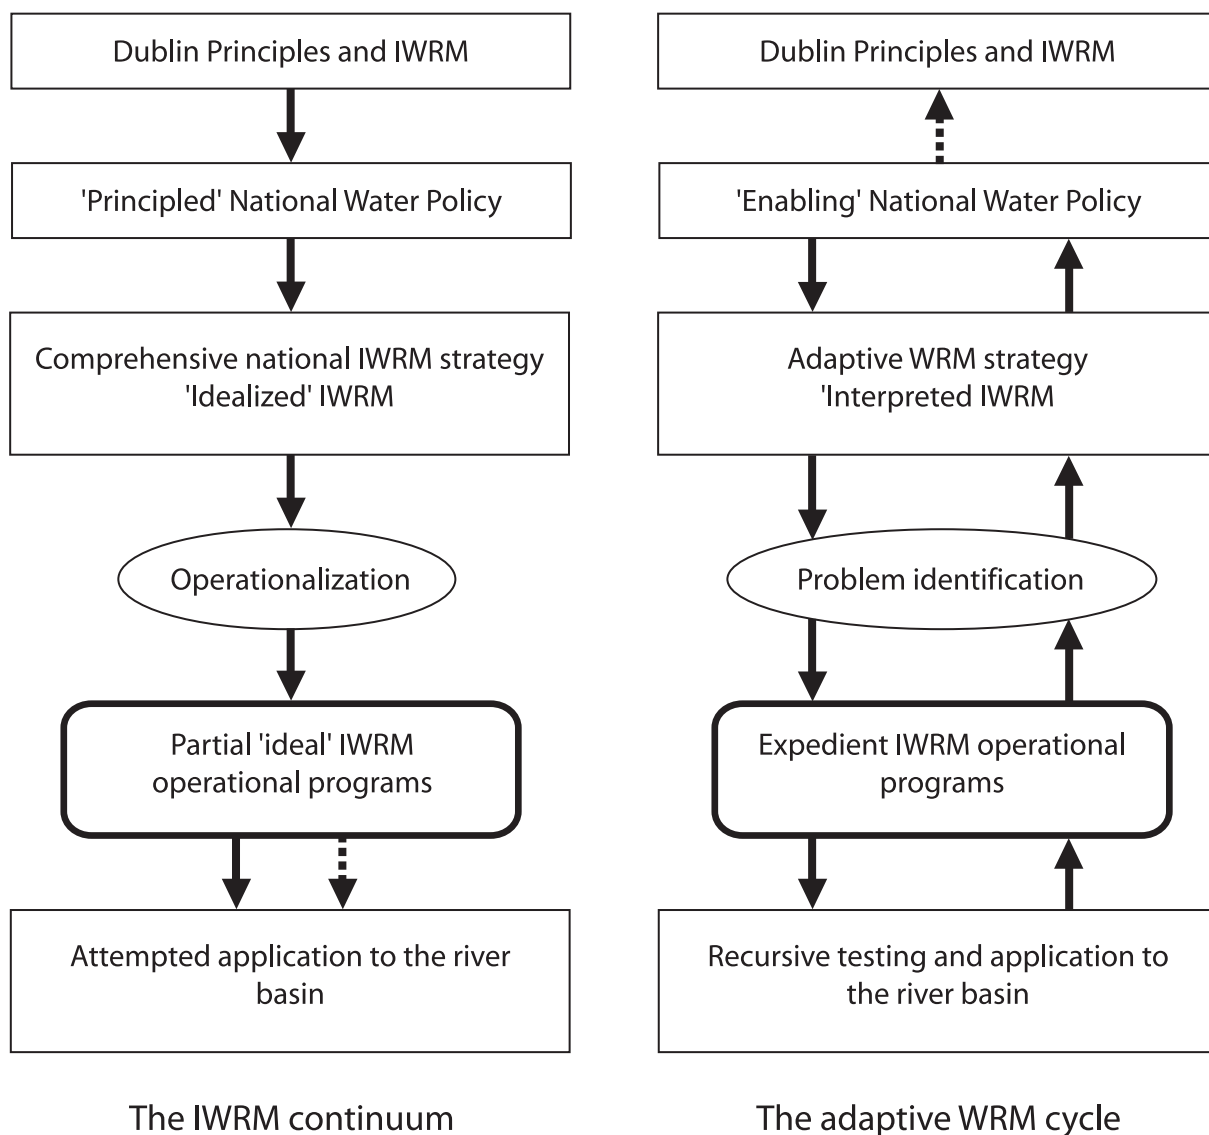 Dublin Principles and IWRM
'Principled' National Water Policy
Comprehensive national IWRM strategy
'Idealized' IWRM
Operationalization
Partial 'ideal' IWRM
operational programs
Attempted application to the river
basin
The IWRM continuum
Dublin Principles and IWRM
'Enabling' National Water Policy
Adaptive WRM strategy
'Interpreted IWRM
Problem identification
Expedient IWRM operational
programs
Recursive testing and application to
the river basin
The adaptive WRM cycle